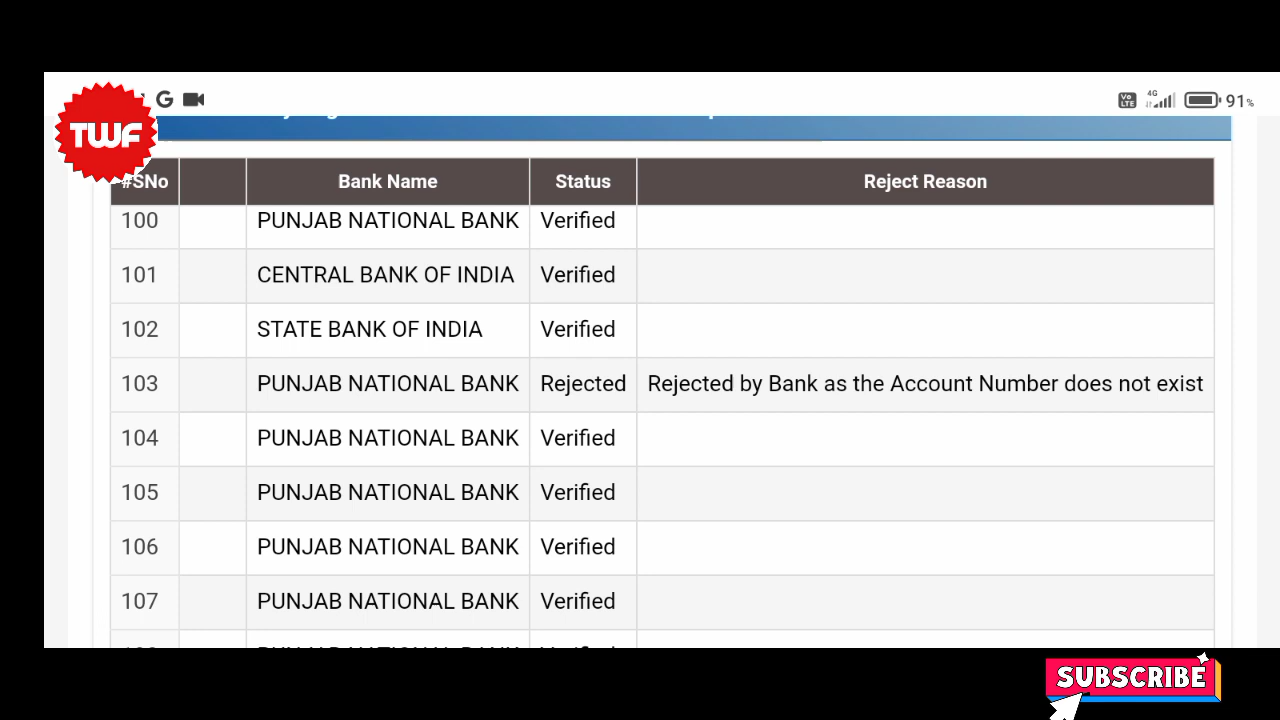 TWF
G
Vo LTE 4G 91%
#SNo Bank Name Status Reject Reason
100 PUNJAB NATIONAL BANK Verified
101 CENTRAL BANK OF INDIA Verified
102 STATE BANK OF INDIA Verified
103 PUNJAB NATIONAL BANK Rejected Rejected by Bank as the Account Number does not exist
104 PUNJAB NATIONAL BANK Verified
105 PUNJAB NATIONAL BANK Verified
106 PUNJAB NATIONAL BANK Verified
107 PUNJAB NATIONAL BANK Verified
SUBSCRIBE